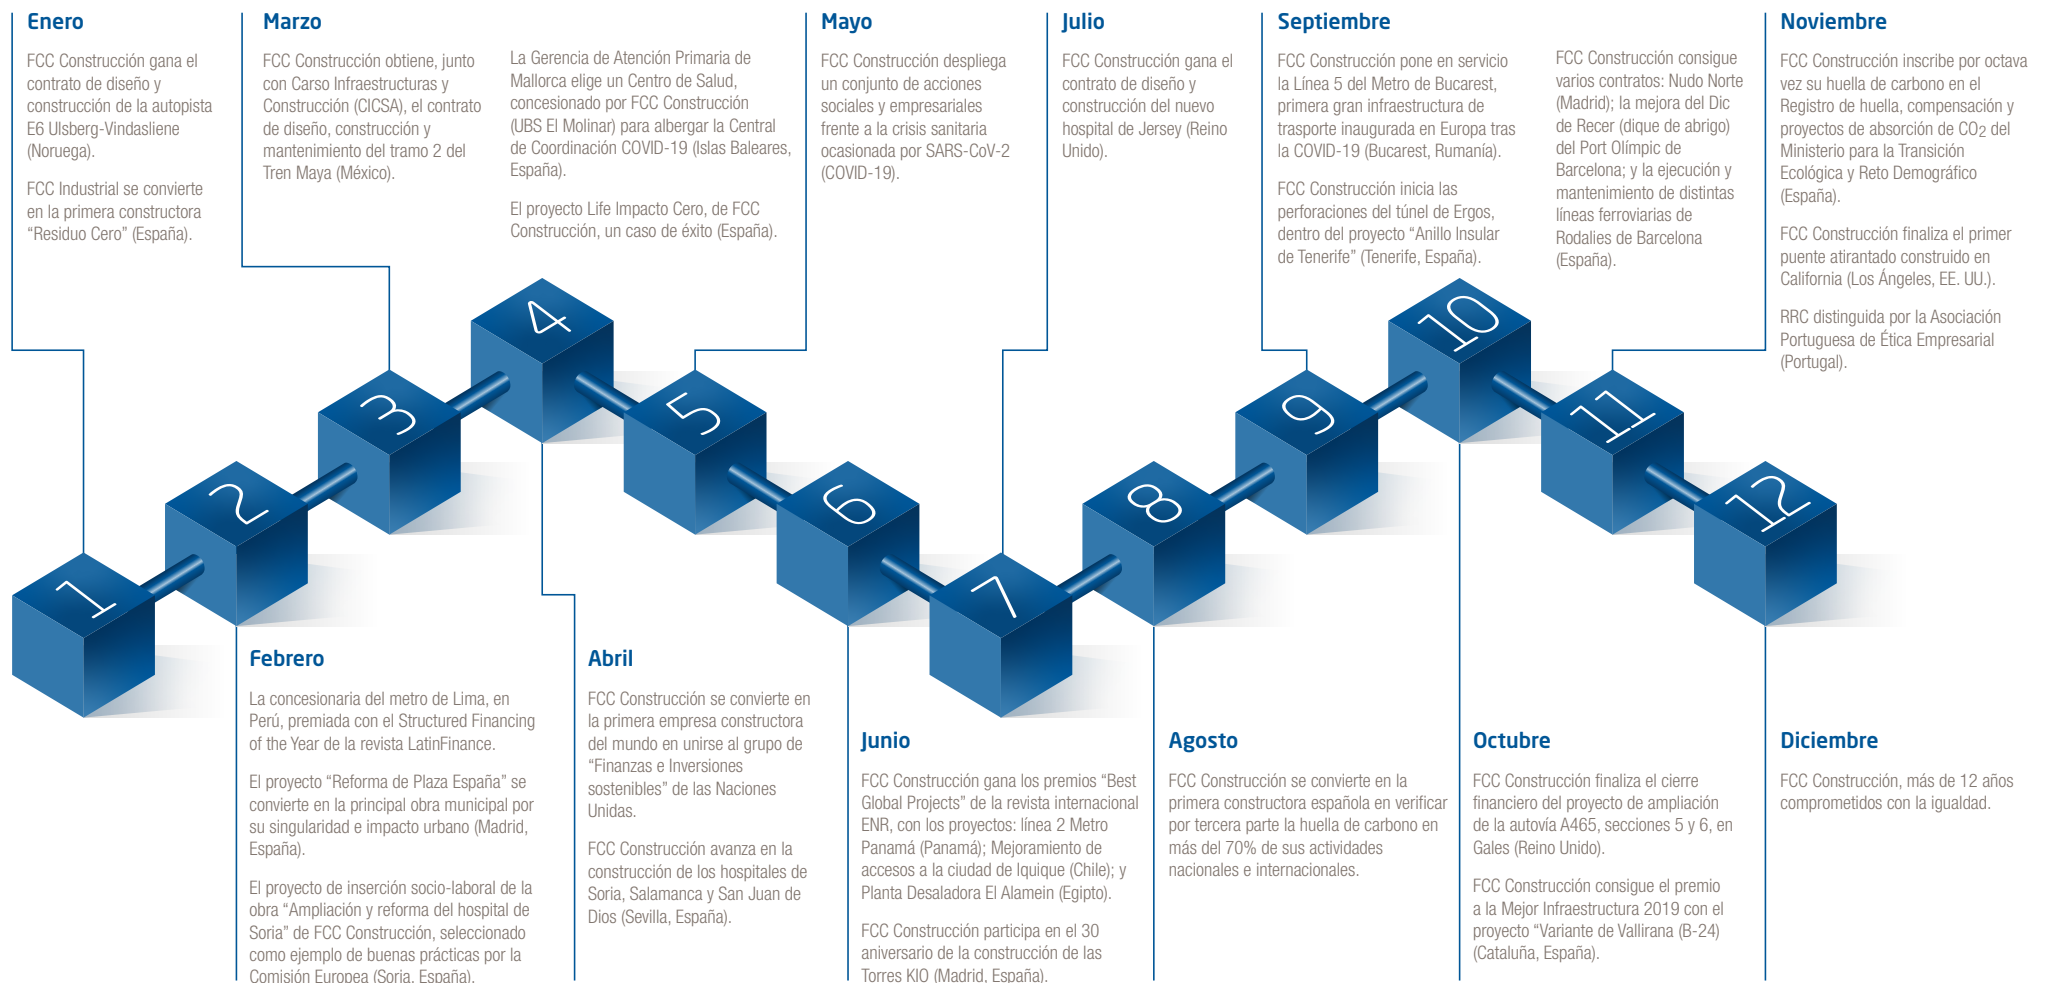 Enero
FCC Construcción gana el
contrato de diseño y
construcción de la autopista
E6 Ulsberg-Vindasliene
(Noruega).
FCC Industrial se convierte
en la primera constructora
“Residuo Cero” (España).
Marzo
FCC Construcción obtiene, junto
con Carso Infraestructuras y
Construcción (CICSA), el contrato
de diseño, construcción y
mantenimiento del tramo 2 del
Tren Maya (México).
La Gerencia de Atención Primaria de
Mallorca elige un Centro de Salud,
concesionado por FCC Construcción
(UBS El Molinar) para albergar la Central
de Coordinación COVID-19 (Islas Baleares,
España).
El proyecto Life Impacto Cero, de FCC
Construcción, un caso de éxito (España).
Mayo
FCC Construcción despliega
un conjunto de acciones
sociales y empresariales
frente a la crisis sanitaria
ocasionada por SARS-CoV-2
(COVID-19).
Julio
FCC Construcción gana el
contrato de diseño y
construcción del nuevo
hospital de Jersey (Reino
Unido).
Septiembre
FCC Construcción pone en servicio
la Línea 5 del Metro de Bucarest,
primera gran infraestructura de
trasporte inaugurada en Europa tras
la COVID-19 (Bucarest, Rumanía).
FCC Construcción inicia las
perforaciones del túnel de Ergos,
dentro del proyecto “Anillo Insular
de Tenerife” (Tenerife, España).
FCC Construcción consigue
varios contratos: Nudo Norte
(Madrid); la mejora del Dic
de Recer (dique de abrigo)
del Port Olímpic de
Barcelona; y la ejecución y
mantenimiento de distintas
líneas ferroviarias de
Rodalies de Barcelona
(España).
Noviembre
FCC Construcción inscribe por octava
vez su huella de carbono en el
Registro de huella, compensación y
proyectos de absorción de CO2 del
Ministerio para la Transición
Ecológica y Reto Demográfico
(España).
FCC Construcción finaliza el primer
puente atirantado construido en
California (Los Ángeles, EE. UU.).
RRC distinguida por la Asociación
Portuguesa de Ética Empresarial
(Portugal).
1
2
3
4
5
6
7
8
9
10
11
12
Febrero
La concesionaria del metro de Lima, en
Perú, premiada con el Structured Financing
of the Year de la revista LatinFinance.
El proyecto “Reforma de Plaza España” se
convierte en la principal obra municipal por
su singularidad e impacto urbano (Madrid,
España).
El proyecto de inserción socio-laboral de la
obra “Ampliación y reforma del hospital de
Soria” de FCC Construcción, seleccionado
como ejemplo de buenas prácticas por la
Comisión Europea (Soria, España).
Abril
FCC Construcción se convierte en
la primera empresa constructora
del mundo en unirse al grupo de
“Finanzas e Inversiones
sostenibles” de las Naciones
Unidas.
FCC Construcción avanza en la
construcción de los hospitales de
Soria, Salamanca y San Juan de
Dios (Sevilla, España).
Junio
FCC Construcción gana los premios “Best
Global Projects” de la revista internacional
ENR, con los proyectos: línea 2 Metro
Panamá (Panamá); Mejoramiento de
accesos a la ciudad de Iquique (Chile); y
Planta Desaladora El Alamein (Egipto).
FCC Construcción participa en el 30
aniversario de la construcción de las
Torres KIO (Madrid, España).
Agosto
FCC Construcción se convierte en la
primera constructora española en verificar
por tercera parte la huella de carbono en
más del 70% de sus actividades
nacionales e internacionales.
Octubre
FCC Construcción finaliza el cierre
financiero del proyecto de ampliación
de la autovía A465, secciones 5 y 6, en
Gales (Reino Unido).
FCC Construcción consigue el premio
a la Mejor Infraestructura 2019 con el
proyecto “Variante de Vallirana (B-24)
(Cataluña, España).
Diciembre
FCC Construcción, más de 12 años
comprometidos con la igualdad.